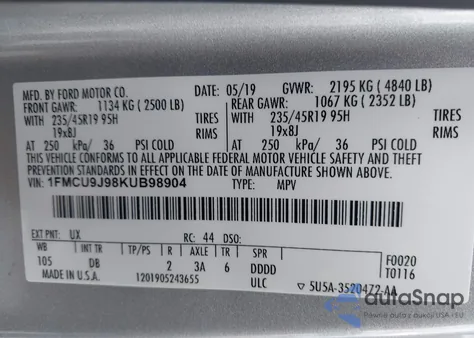 MFD. BY FORD MOTOR CO. DATE: 05/19 GVWR: 2195 KG ( 4840 LB)
FRONT GAWR: 1134 KG ( 2500 LB) REAR GAWR: 1067 KG ( 2352 LB)
WITH 235/45R19 95H TIRES WITH 235/45R19 95H TIRES
19x8J RIMS 19x8J RIMS
AT 250 kPa/ 36 PSI COLD AT 250 kPa/ 36 PSI COLD
THIS VEHICLE CONFORMS TO ALL APPLICABLE FEDERAL MOTOR VEHICLE SAFETY AND THEFT
PREVENTION STANDARDS IN EFFECT ON THE DATE OF MANUFACTURE SHOWN ABOVE.
VIN: 1FMCU9J98KUB98904 TYPE: MPV
EXT PNT: UX RC: 44 DSO: F0020
WB INT TR TP/PS R AXLE TR SPR T0116
105 DB 2 3A 6 DDDD
MADE IN U.S.A. 1201905243655 ULC ▽ 5U5A-3520472-AA
autoSnap
Pewne auto z USA i EU